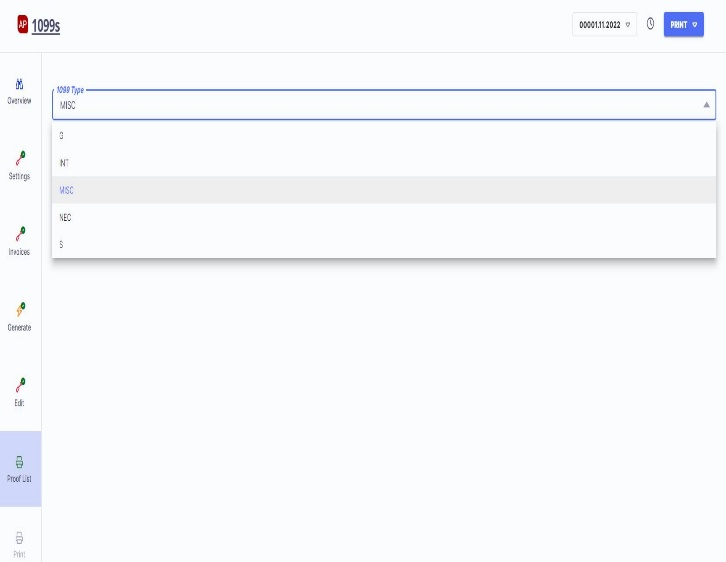 AP 1099s
00001.11.2022
PRINT
Overview
Settings
Invoices
Generate
Edit
Proof List
Print
1099 Type
MISC
G
INT
MISC
NEC
S